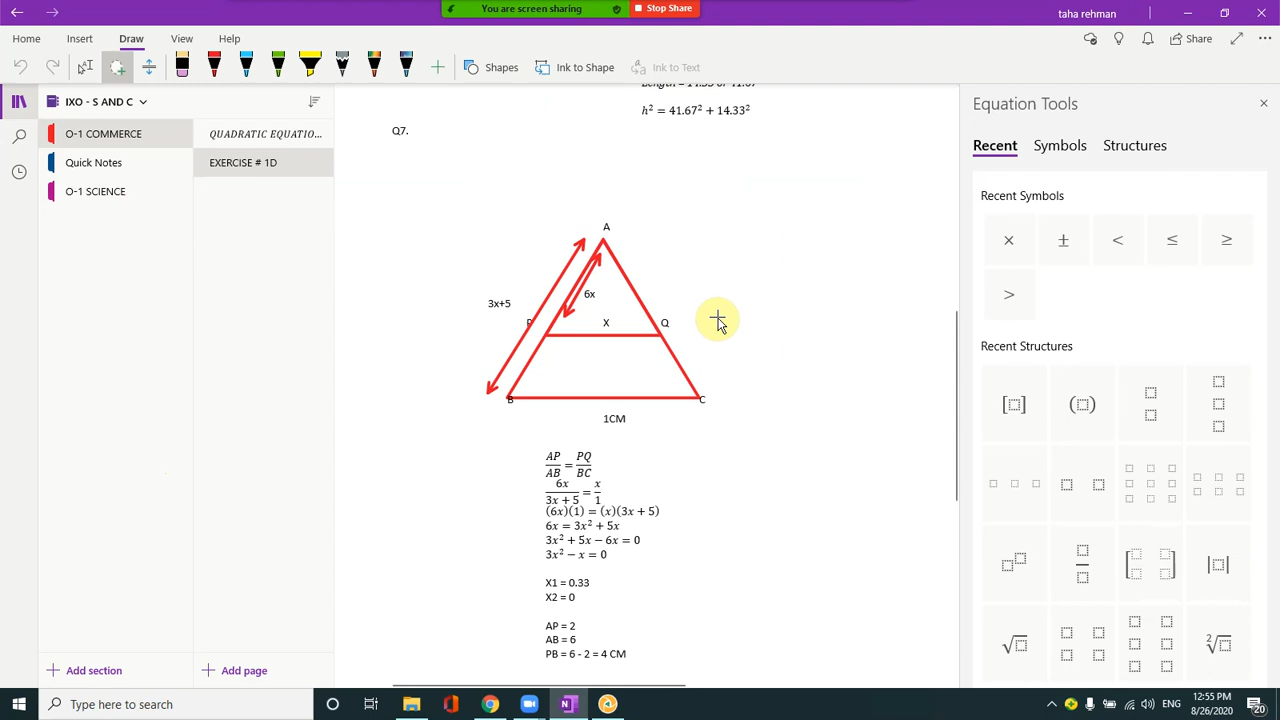 You are screen sharing
Stop Share
taha rehman
Home
Insert
Draw
View
Help
Share
Shapes
Ink to Shape
Ink to Text
IXO - S AND C
O-1 COMMERCE
Quick Notes
O-1 SCIENCE
QUADRATIC EQUATIO...
EXERCISE # 1D
Add section
Add page
h² = 41.67² + 14.33²
Q7.
A
3x+5
6x
P
X
Q
B
C
1CM
AP/AB = PQ/BC
6x/(3x + 5) = x/1
(6x)(1) = (x)(3x + 5)
6x = 3x² + 5x
3x² + 5x − 6x = 0
3x² − x = 0
X1 = 0.33
X2 = 0
AP = 2
AB = 6
PB = 6 - 2 = 4 CM
Equation Tools
Recent
Symbols
Structures
Recent Symbols
× ± < ≤ ≥
>
Recent Structures
Type here to search
ENG
12:55 PM
8/26/2020
20